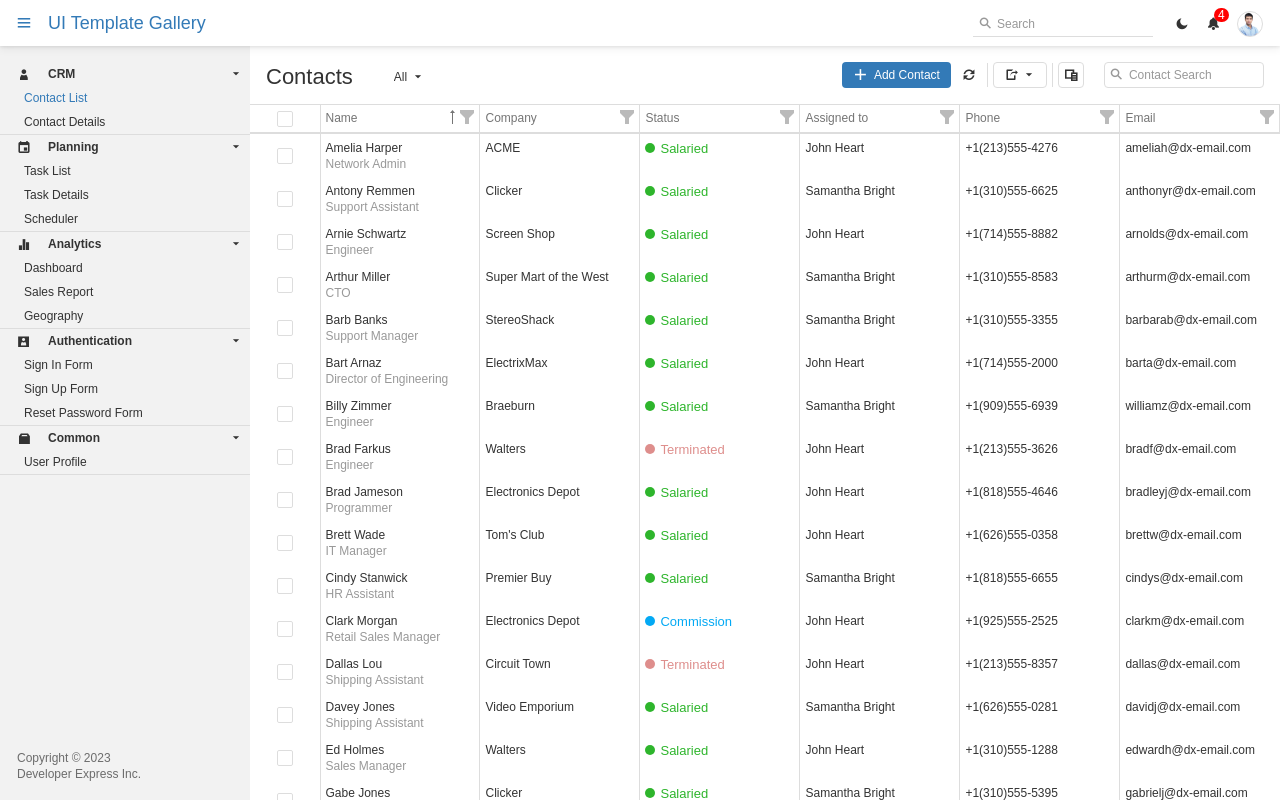 UI Template Gallery
Search
4
CRM
Contact List
Contact Details
Planning
Task List
Task Details
Scheduler
Analytics
Dashboard
Sales Report
Geography
Authentication
Sign In Form
Sign Up Form
Reset Password Form
Common
User Profile
Copyright © 2023
Developer Express Inc.
Contacts All Add Contact Contact Search
Name Company Status Assigned to Phone Email
Amelia Harper ACME Salaried John Heart +1(213)555-4276 ameliah@dx-email.com
Network Admin
Antony Remmen Clicker Salaried Samantha Bright +1(310)555-6625 anthonyr@dx-email.com
Support Assistant
Arnie Schwartz Screen Shop Salaried John Heart +1(714)555-8882 arnolds@dx-email.com
Engineer
Arthur Miller Super Mart of the West Salaried Samantha Bright +1(310)555-8583 arthurm@dx-email.com
CTO
Barb Banks StereoShack Salaried Samantha Bright +1(310)555-3355 barbarab@dx-email.com
Support Manager
Bart Arnaz ElectrixMax Salaried John Heart +1(714)555-2000 barta@dx-email.com
Director of Engineering
Billy Zimmer Braeburn Salaried Samantha Bright +1(909)555-6939 williamz@dx-email.com
Engineer
Brad Farkus Walters Terminated John Heart +1(213)555-3626 bradf@dx-email.com
Engineer
Brad Jameson Electronics Depot Salaried John Heart +1(818)555-4646 bradleyj@dx-email.com
Programmer
Brett Wade Tom's Club Salaried John Heart +1(626)555-0358 brettw@dx-email.com
IT Manager
Cindy Stanwick Premier Buy Salaried Samantha Bright +1(818)555-6655 cindys@dx-email.com
HR Assistant
Clark Morgan Electronics Depot Commission John Heart +1(925)555-2525 clarkm@dx-email.com
Retail Sales Manager
Dallas Lou Circuit Town Terminated John Heart +1(213)555-8357 dallas@dx-email.com
Shipping Assistant
Davey Jones Video Emporium Salaried Samantha Bright +1(626)555-0281 davidj@dx-email.com
Shipping Assistant
Ed Holmes Walters Salaried John Heart +1(310)555-1288 edwardh@dx-email.com
Sales Manager
Gabe Jones Clicker Salaried Samantha Bright +1(310)555-5395 gabrielj@dx-email.com